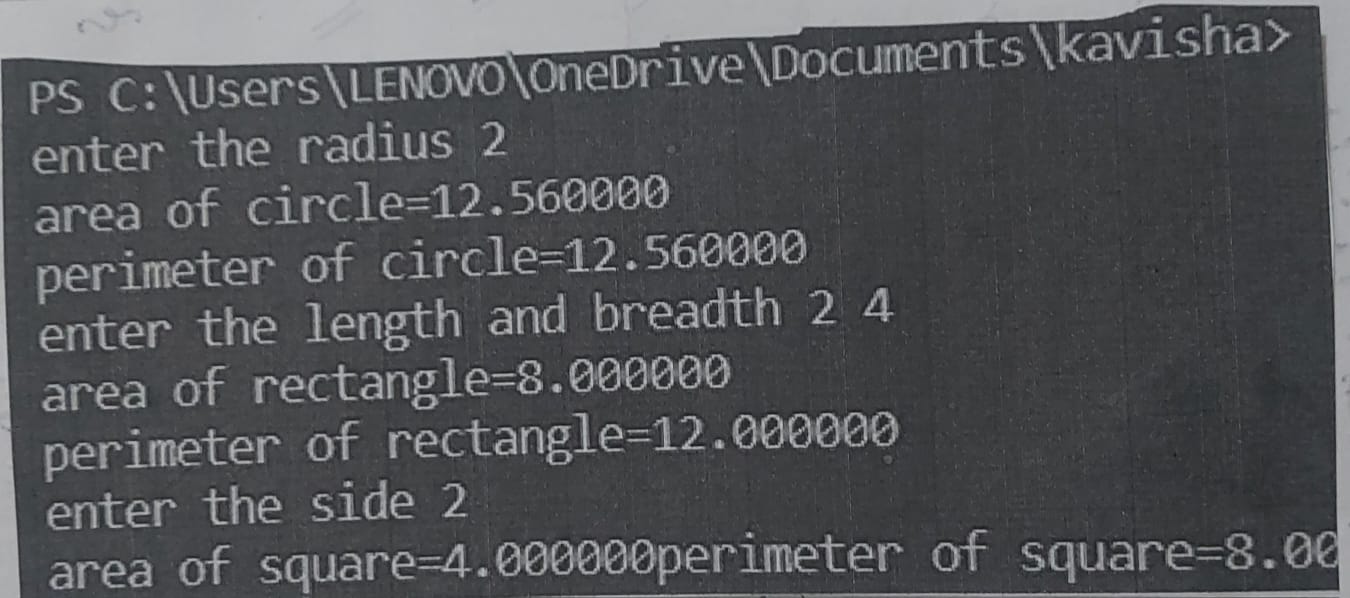 PS C:\Users\LENOVO\OneDrive\Documents\kavisha>
enter the radius 2
area of circle=12.560000
perimeter of circle=12.560000
enter the length and breadth 2 4
area of rectangle=8.000000
perimeter of rectangle=12.000000
enter the side 2
area of square=4.000000perimeter of square=8.00